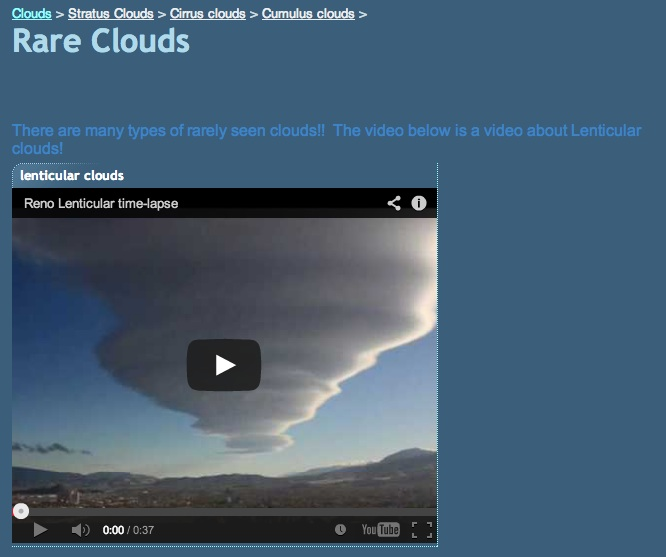 Clouds > Stratus Clouds > Cirrus clouds > Cumulus clouds >
Rare Clouds
There are many types of rarely seen clouds!!  The video below is a video about Lenticular
clouds!
lenticular clouds
Reno Lenticular time-lapse
0:00 / 0:37
YouTube